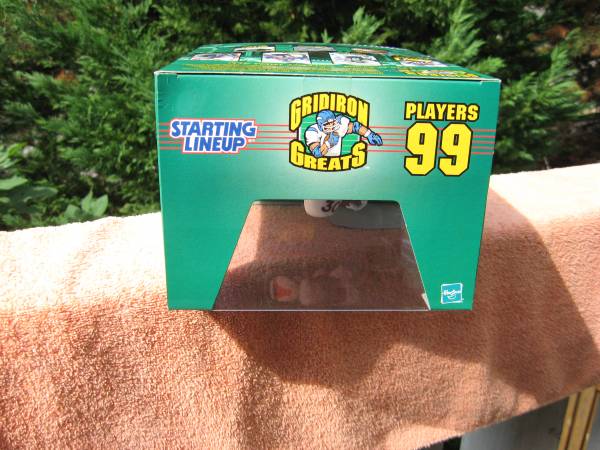 STARTING
LINEUP
GRIDIRON
GREATS
PLAYERS
99
Hasbro